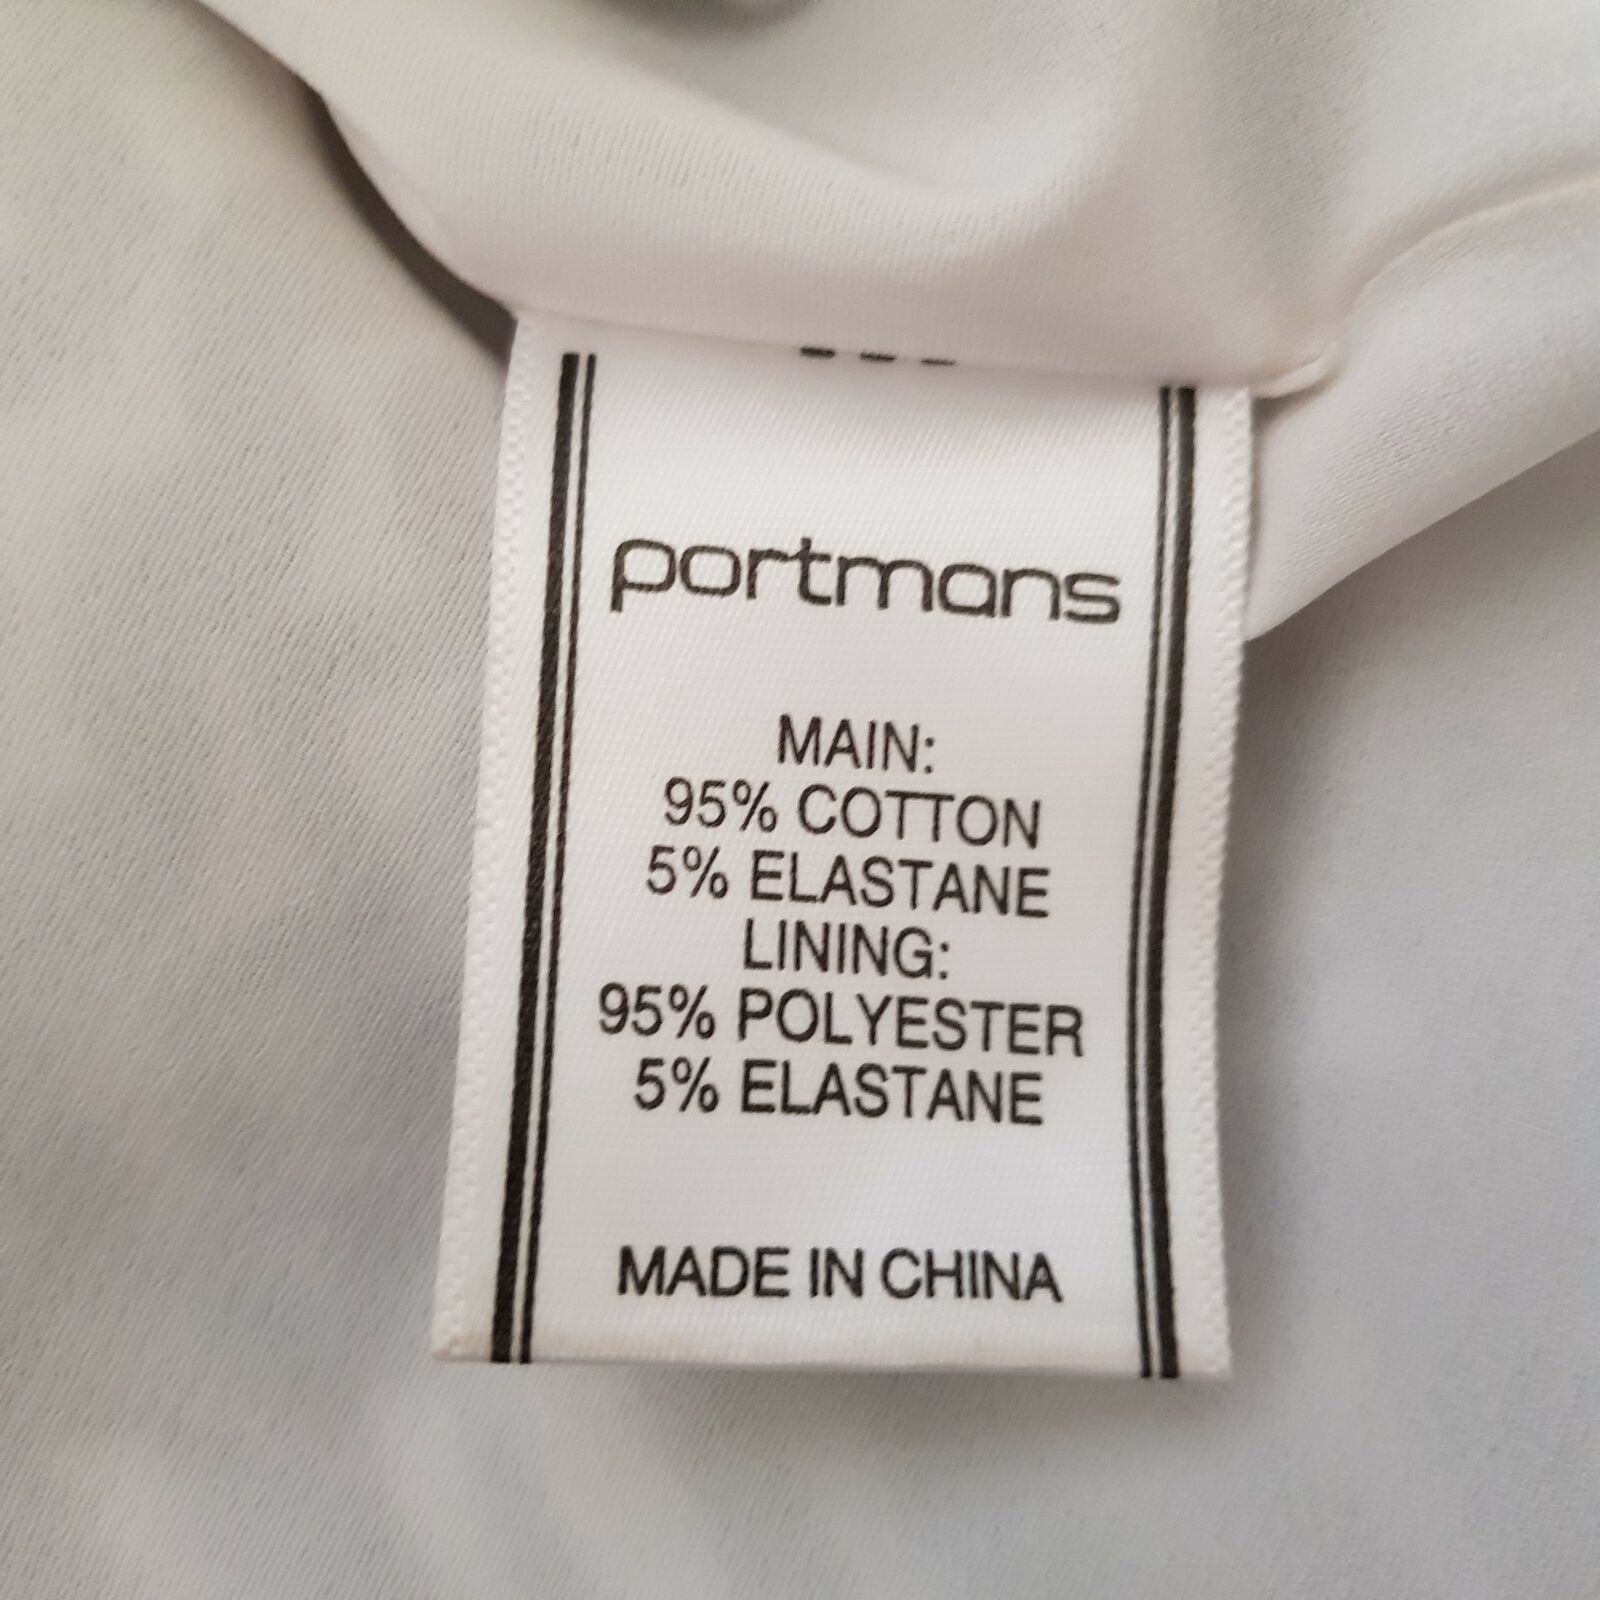 portmans
MAIN:
95% COTTON
5% ELASTANE
LINING:
95% POLYESTER
5% ELASTANE
MADE IN CHINA